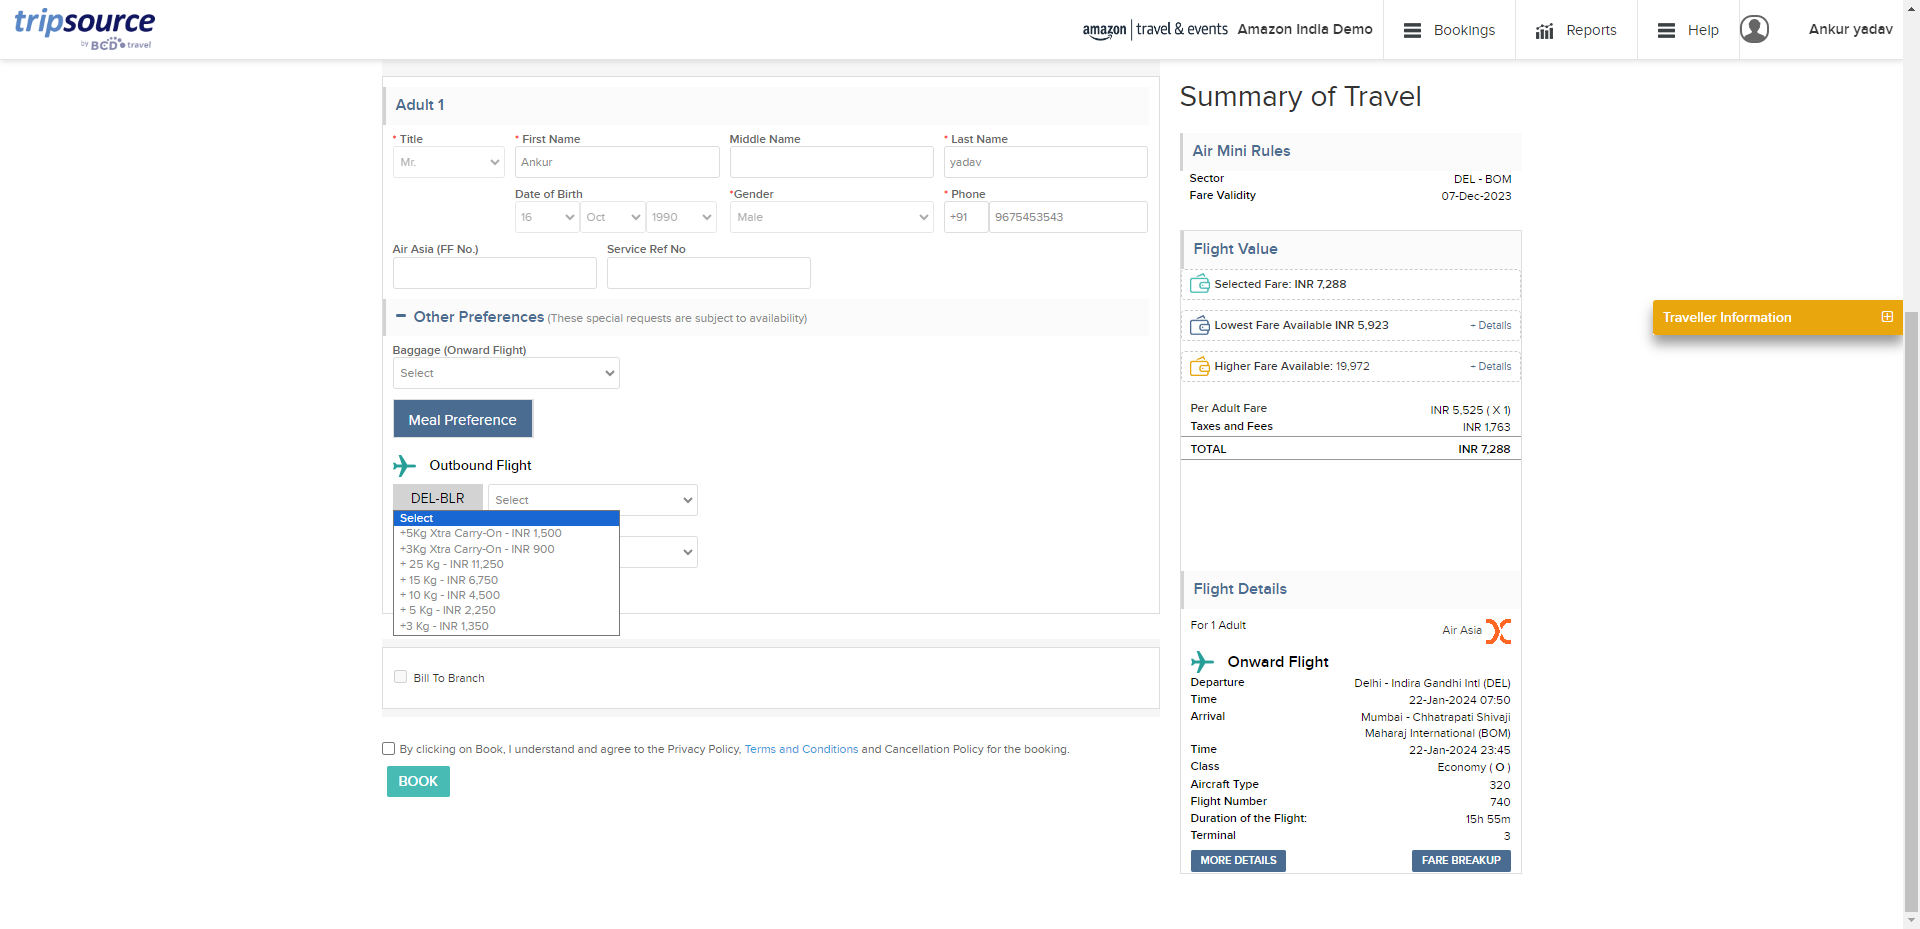 tripsource
by BCD travel
amazon | travel & events
Amazon India Demo
Bookings
Reports
Help
Ankur yadav
Adult 1
* Title
* First Name
Middle Name
* Last Name
Mr.
Ankur
yadav
Date of Birth
*Gender
* Phone
16
Oct
1990
Male
+91
9675453543
Air Asia (FF No.)
Service Ref No
− Other Preferences (These special requests are subject to availability)
Baggage (Onward Flight)
Select
Meal Preference
Outbound Flight
DEL-BLR
Select
Select
+5Kg Xtra Carry-On - INR 1,500
+3Kg Xtra Carry-On - INR 900
+ 25 Kg - INR 11,250
+ 15 Kg - INR 6,750
+ 10 Kg - INR 4,500
+ 5 Kg - INR 2,250
+3 Kg - INR 1,350
Bill To Branch
By clicking on Book, I understand and agree to the Privacy Policy, Terms and Conditions and Cancellation Policy for the booking.
BOOK
Summary of Travel
Air Mini Rules
Sector DEL - BOM
Fare Validity 07-Dec-2023
Flight Value
Selected Fare: INR 7,288
Lowest Fare Available INR 5,923 + Details
Higher Fare Available: 19,972 + Details
Per Adult Fare INR 5,525 ( X 1)
Taxes and Fees INR 1,763
TOTAL INR 7,288
Flight Details
For 1 Adult Air Asia
Onward Flight
Departure Delhi - Indira Gandhi Intl (DEL)
Time 22-Jan-2024 07:50
Arrival Mumbai - Chhatrapati Shivaji
Maharaj International (BOM)
Time 22-Jan-2024 23:45
Class Economy ( O )
Aircraft Type 320
Flight Number 740
Duration of the Flight: 15h 55m
Terminal 3
MORE DETAILS
FARE BREAKUP
Traveller Information